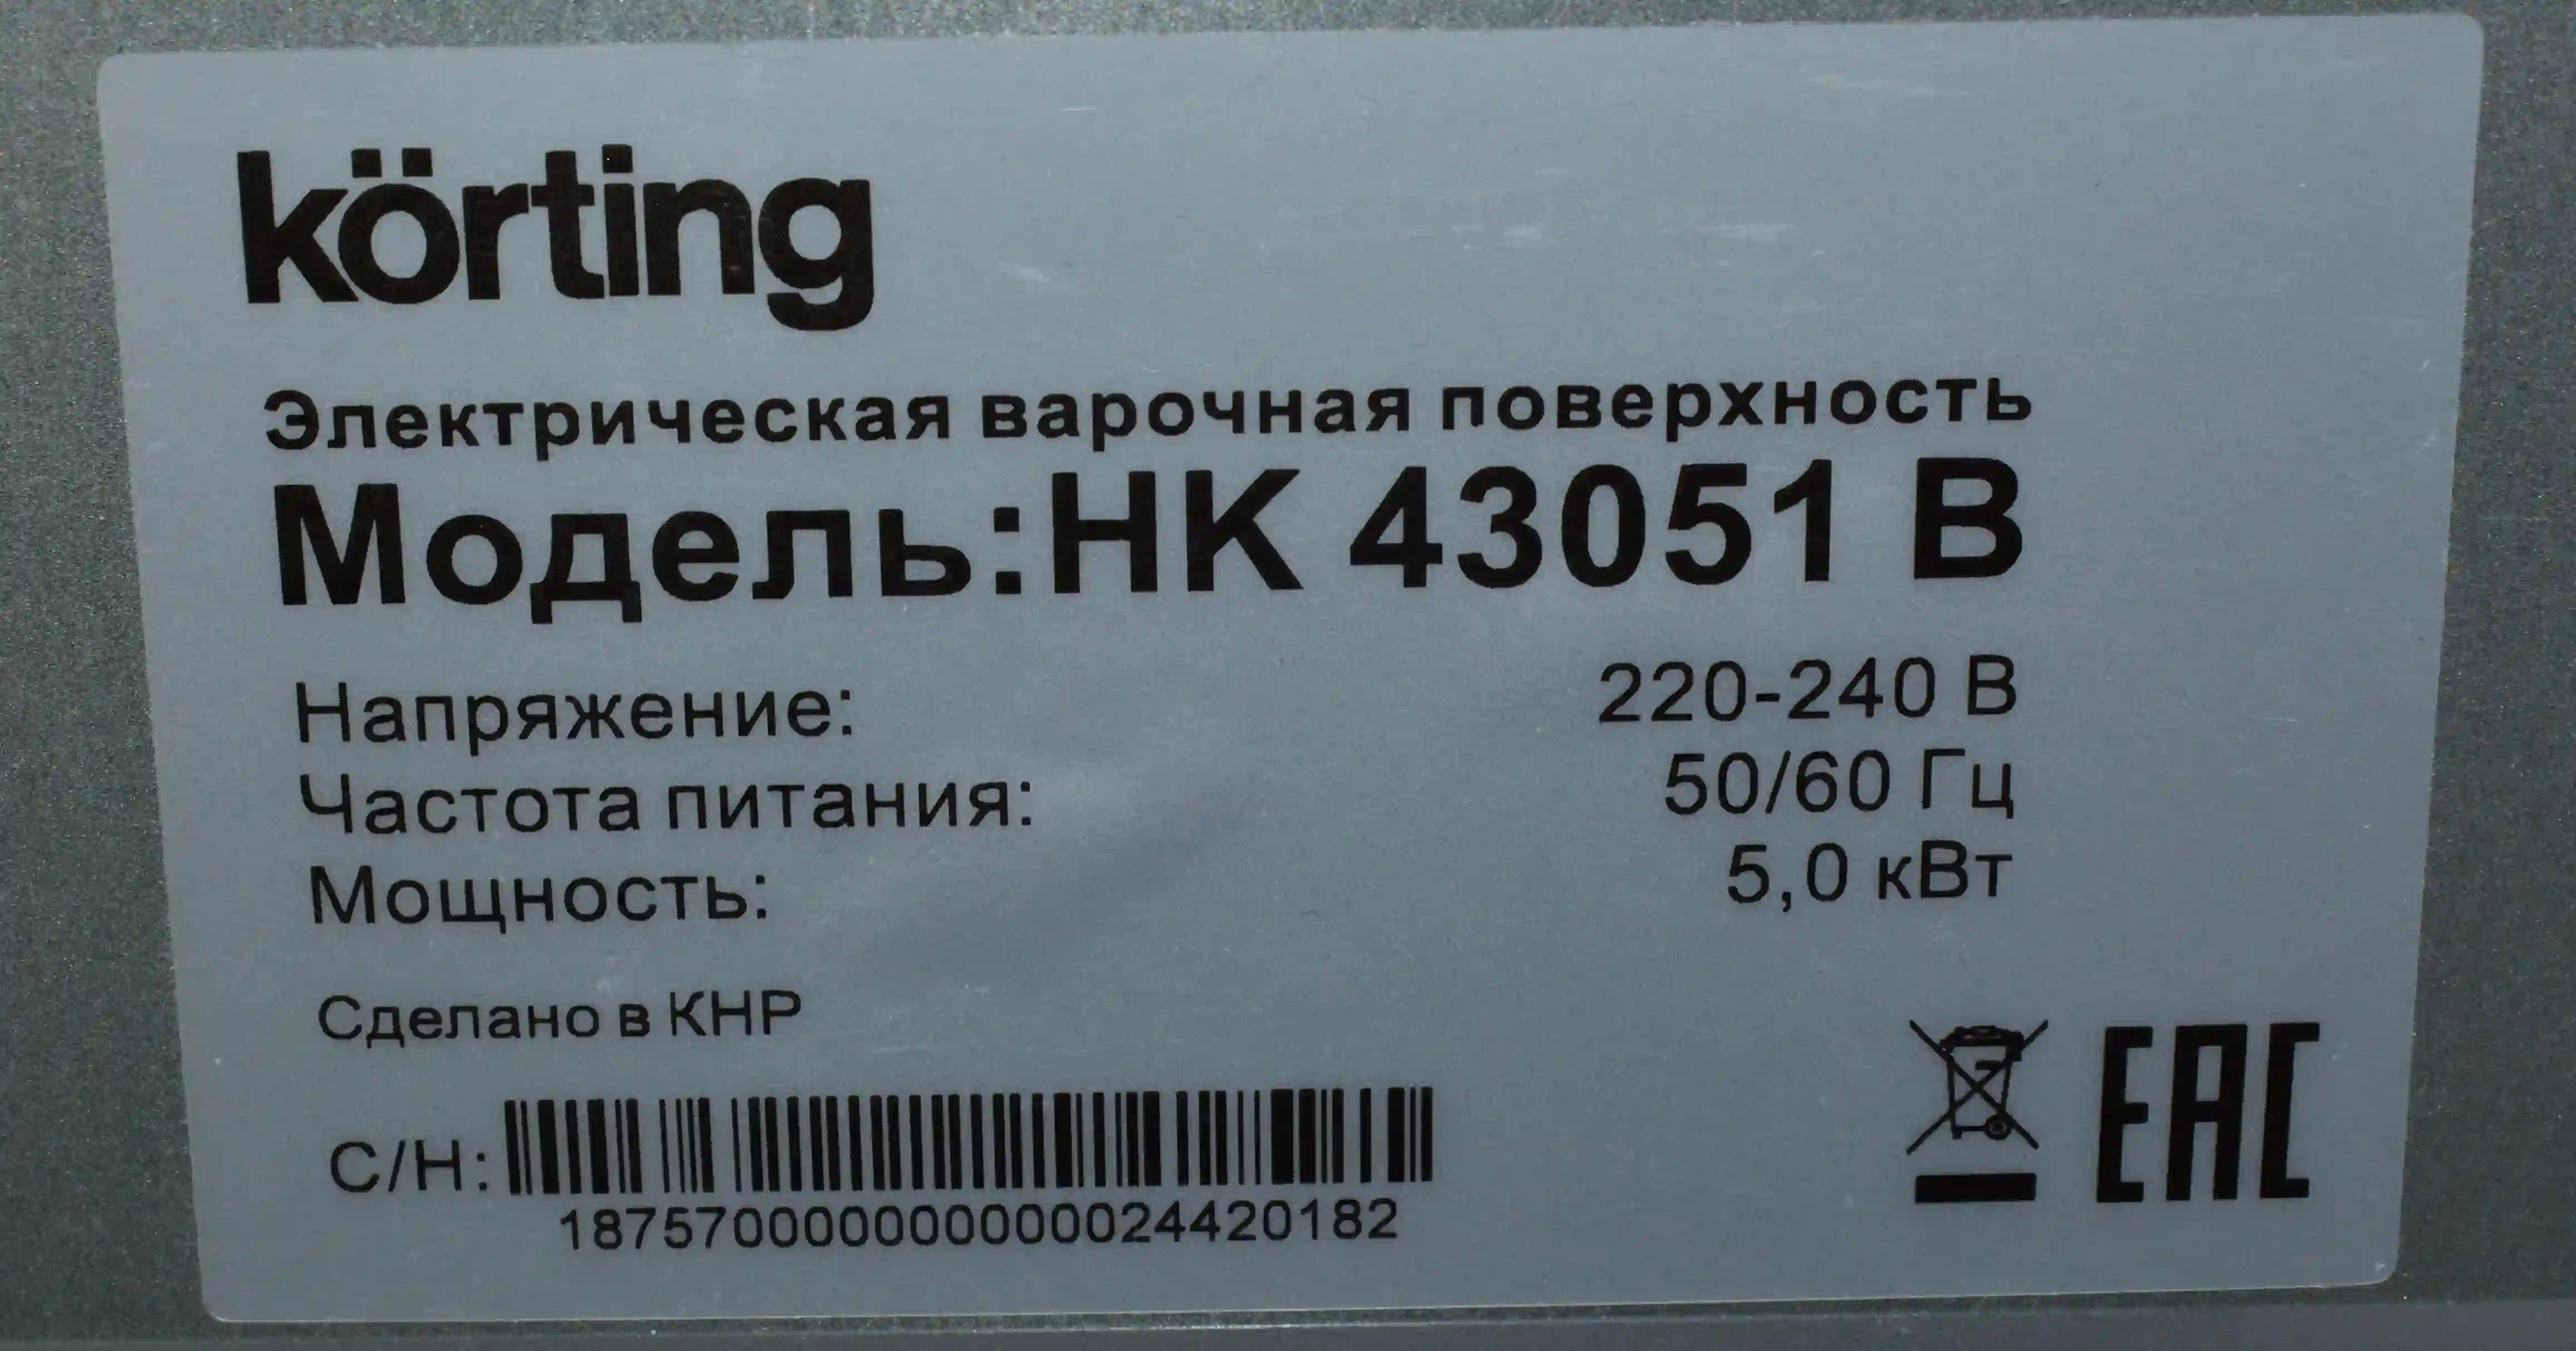 körting
Электрическая варочная поверхность
Модель:HK 43051 B
Напряжение: 220-240 В
Частота питания: 50/60 Гц
Мощность: 5,0 кВт
Сделано в КНР
С/Н:
187570000000000024420182
EAC